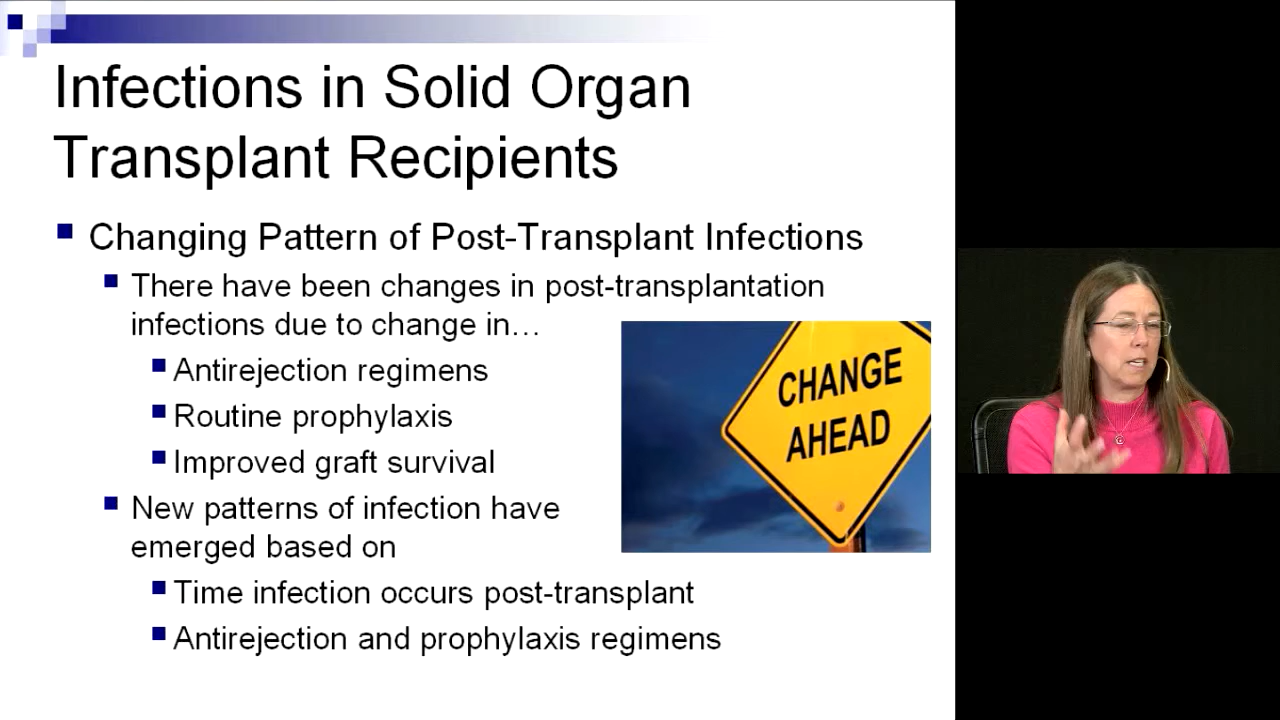 Infections in Solid Organ
Transplant Recipients
Changing Pattern of Post-Transplant Infections
There have been changes in post-transplantation
infections due to change in…
Antirejection regimens
Routine prophylaxis
Improved graft survival
CHANGE
AHEAD
New patterns of infection have
emerged based on
Time infection occurs post-transplant
Antirejection and prophylaxis regimens